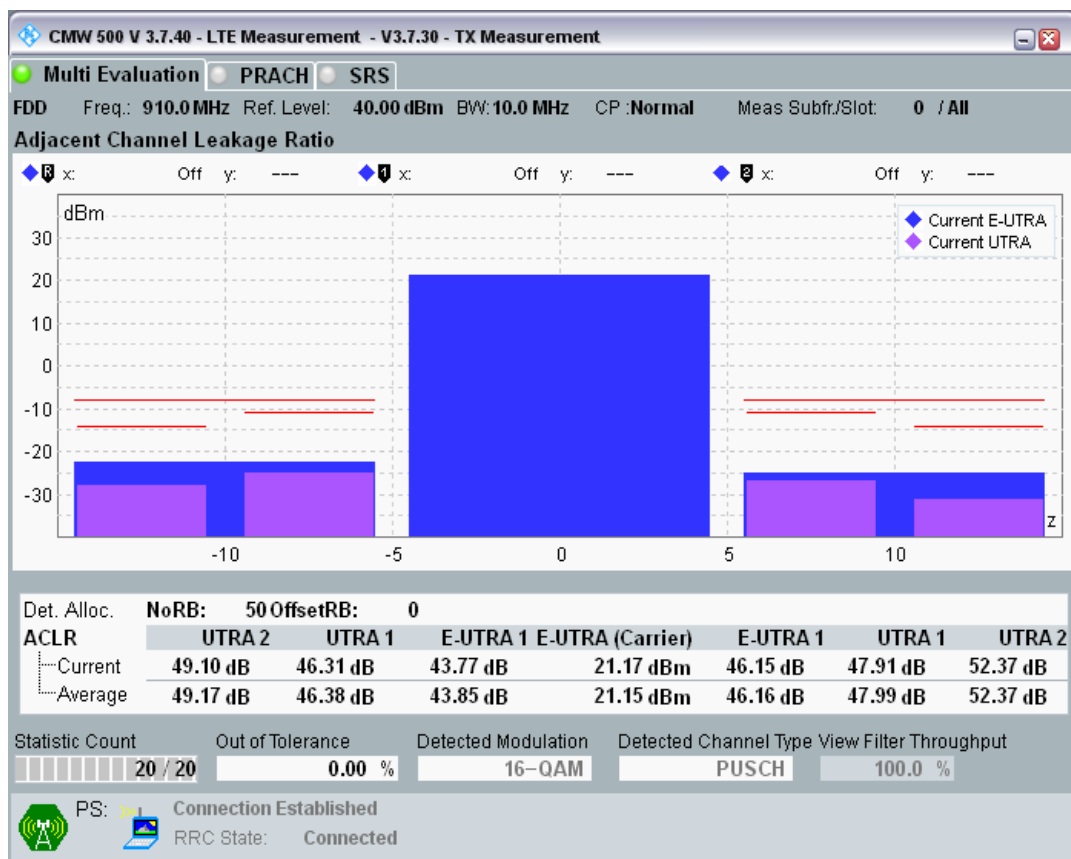 CMW 500 V 3.7.40 - LTE Measurement - V3.7.30 - TX Measurement
Multi Evaluation PRACH SRS
FDD Freq.: 910.0 MHz Ref. Level: 40.00 dBm BW: 10.0 MHz CP :Normal Meas Subfr./Slot: 0 / All
Adjacent Channel Leakage Ratio
R x: Off y: --- 1 x: Off y: --- 2 x: Off y: ---
dBm
Current E-UTRA
Current UTRA
30
20
10
0
-10
-20
-30
z
-10 -5 0 5 10
Det. Alloc. NoRB: 50 OffsetRB: 0
ACLR UTRA 2 UTRA 1 E-UTRA 1 E-UTRA (Carrier) E-UTRA 1 UTRA 1 UTRA 2
Current 49.10 dB 46.31 dB 43.77 dB 21.17 dBm 46.15 dB 47.91 dB 52.37 dB
Average 49.17 dB 46.38 dB 43.85 dB 21.15 dBm 46.16 dB 47.99 dB 52.37 dB
Statistic Count Out of Tolerance Detected Modulation Detected Channel Type View Filter Throughput
20 / 20 0.00 % 16-QAM PUSCH 100.0 %
PS: Connection Established
RRC State: Connected